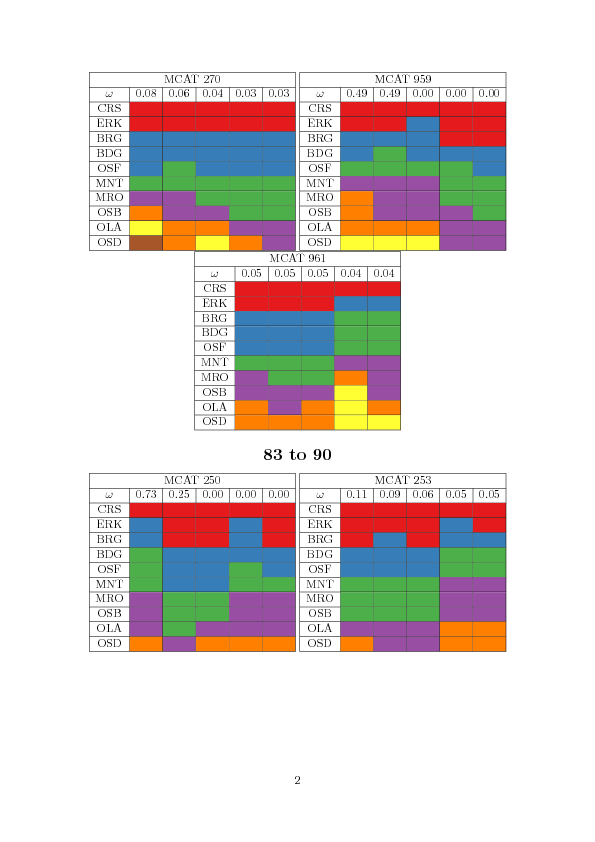 MCAT 270
ω 0.08 0.06 0.04 0.03 0.03
CRS
ERK
BRG
BDG
OSF
MNT
MRO
OSB
OLA
OSD
MCAT 959
ω 0.49 0.49 0.00 0.00 0.00
CRS
ERK
BRG
BDG
OSF
MNT
MRO
OSB
OLA
OSD
MCAT 961
ω 0.05 0.05 0.05 0.04 0.04
CRS
ERK
BRG
BDG
OSF
MNT
MRO
OSB
OLA
OSD
83 to 90
MCAT 250
ω 0.73 0.25 0.00 0.00 0.00
CRS
ERK
BRG
BDG
OSF
MNT
MRO
OSB
OLA
OSD
MCAT 253
ω 0.11 0.09 0.06 0.05 0.05
CRS
ERK
BRG
BDG
OSF
MNT
MRO
OSB
OLA
OSD
2